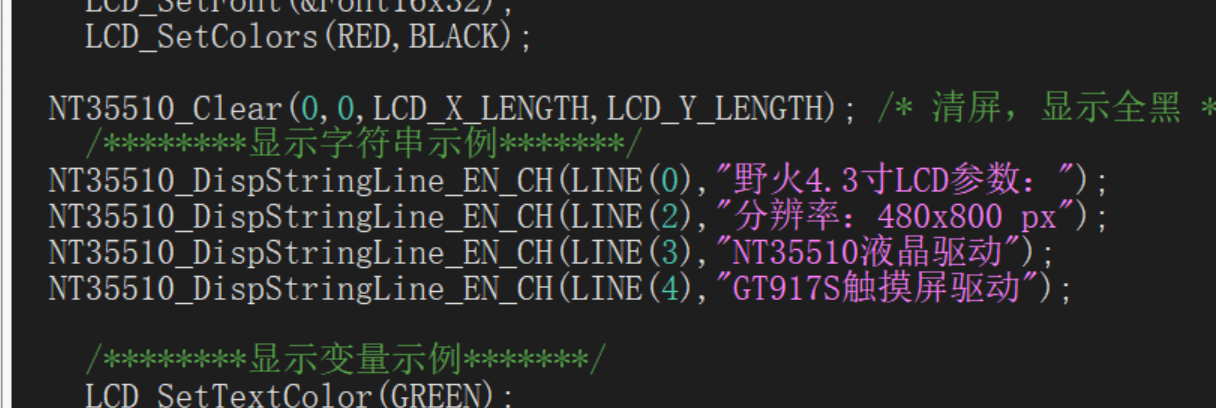 LCD_SetFont(&Font16x32);
LCD_SetColors(RED,BLACK);
NT35510_Clear(0,0,LCD_X_LENGTH,LCD_Y_LENGTH); /* 清屏，显示全黑 *
/********显示字符串示例*******/
NT35510_DispStringLine_EN_CH(LINE(0),"野火4.3寸LCD参数：");
NT35510_DispStringLine_EN_CH(LINE(2),"分辨率：480x800 px");
NT35510_DispStringLine_EN_CH(LINE(3),"NT35510液晶驱动");
NT35510_DispStringLine_EN_CH(LINE(4),"GT917S触摸屏驱动");
/********显示变量示例*******/
LCD_SetTextColor(GREEN);